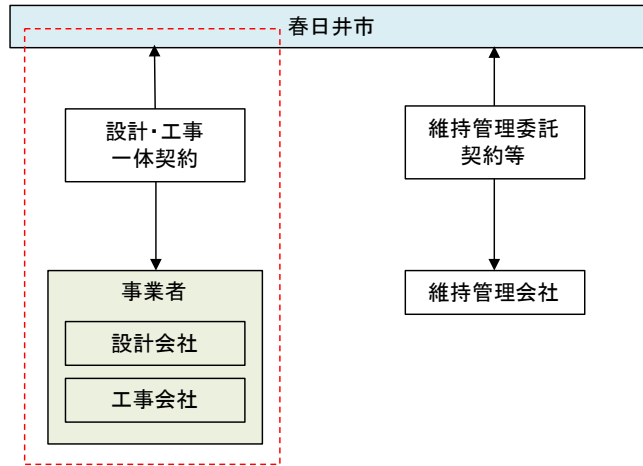 春日井市
設計・工事
一体契約
維持管理委託
契約等
事業者
設計会社
工事会社
維持管理会社